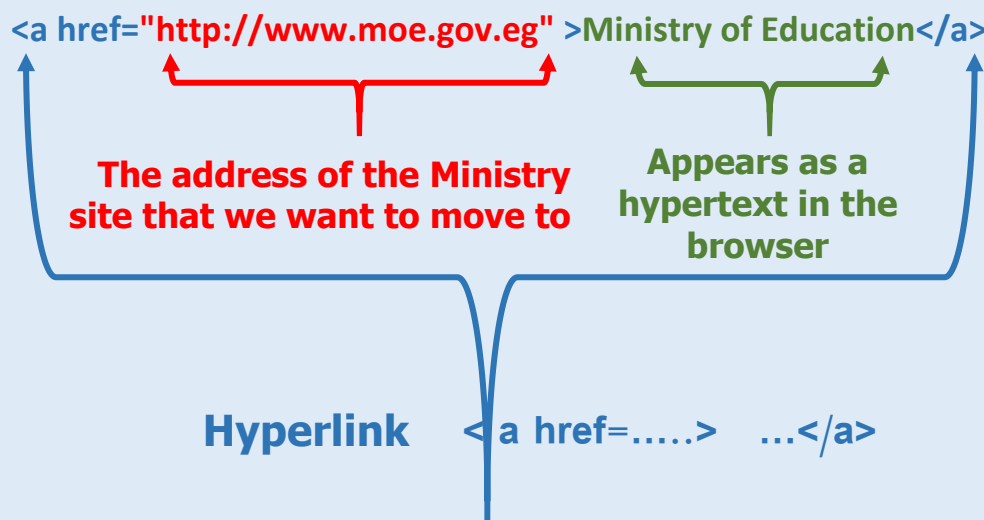 <a href="http://www.moe.gov.eg" >Ministry of Education</a>
The address of the Ministry
site that we want to move to
Appears as a
hypertext in the
browser
Hyperlink < a href=.....> ...</a>